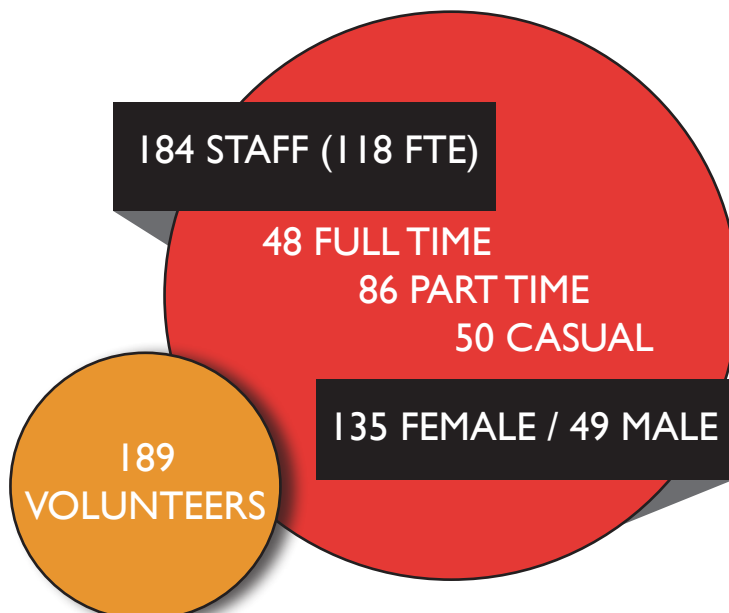 184 STAFF (118 FTE)
48 FULL TIME
86 PART TIME
50 CASUAL
135 FEMALE / 49 MALE
189
VOLUNTEERS